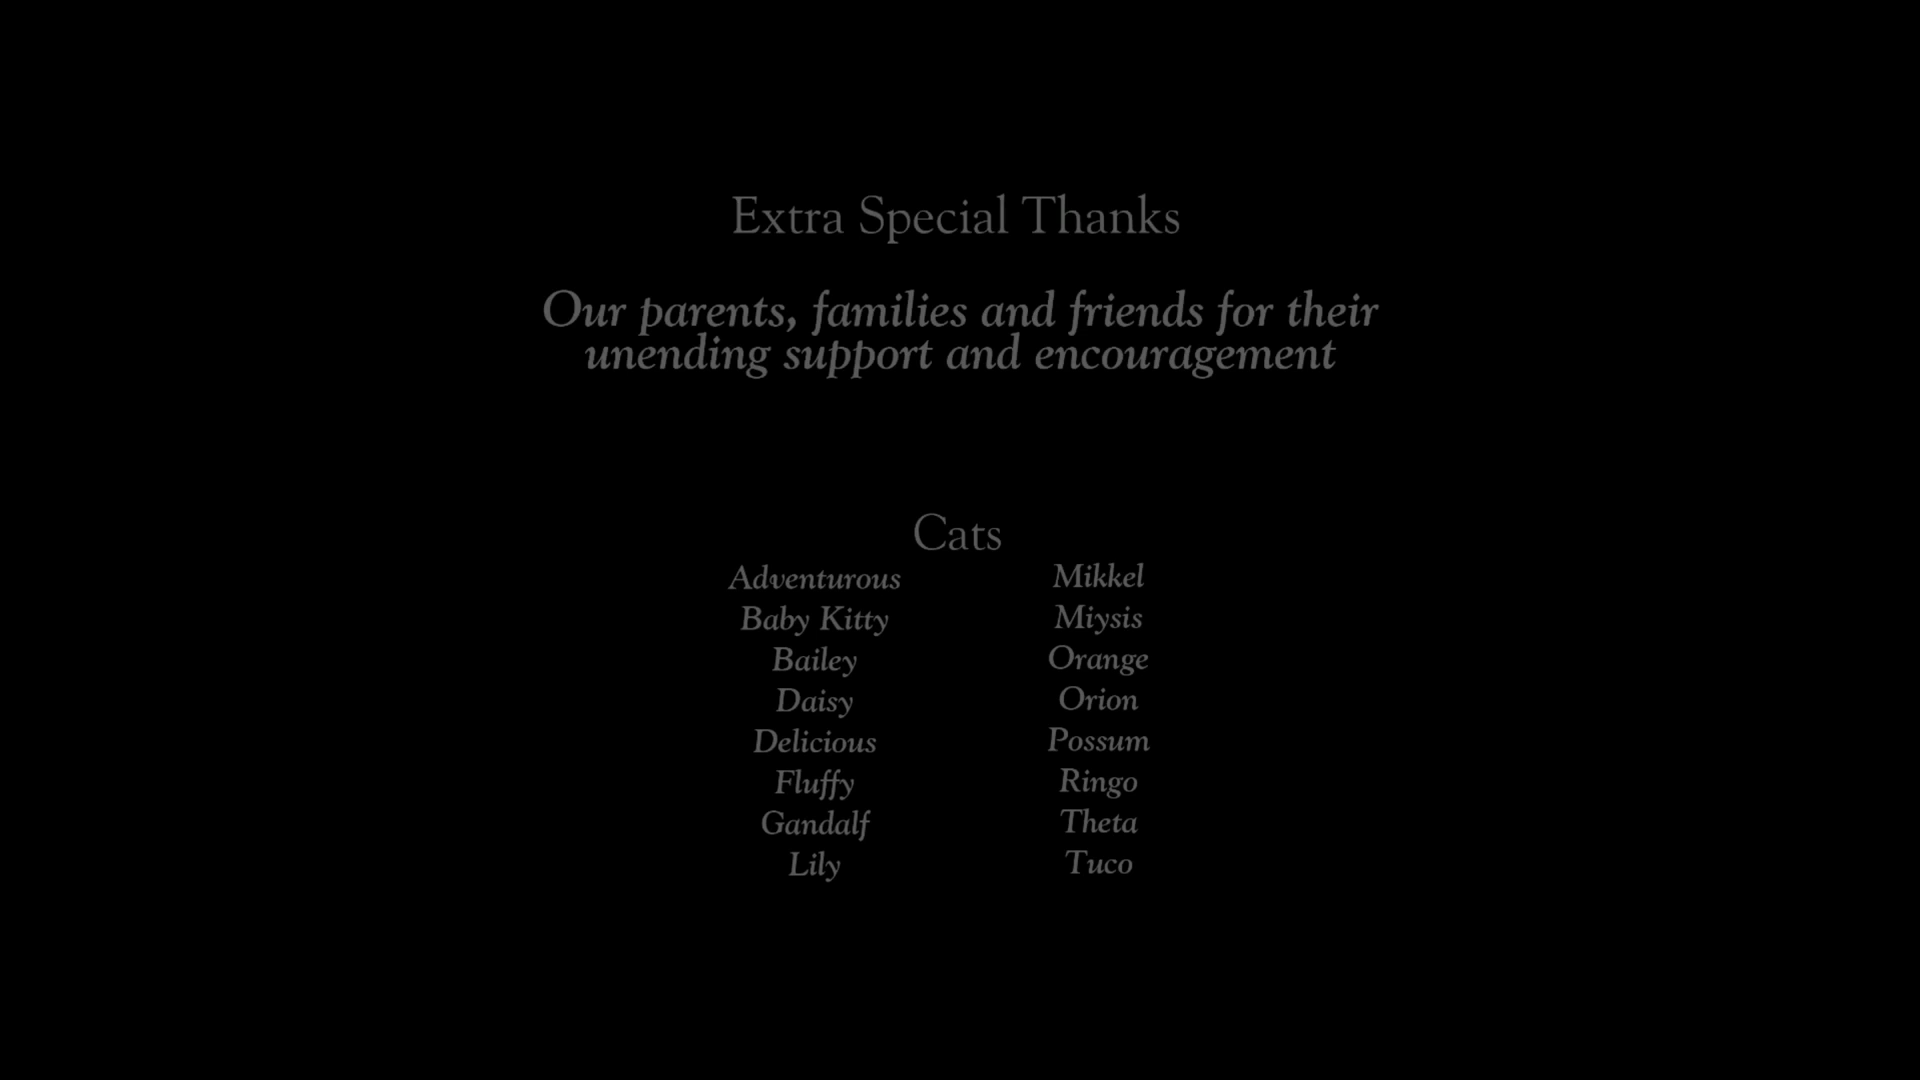 Extra Special Thanks
Our parents, families and friends for their
unending support and encouragement
Cats
Adventurous
Baby Kitty
Bailey
Daisy
Delicious
Fluffy
Gandalf
Lily
Mikkel
Miysis
Orange
Orion
Possum
Ringo
Theta
Tuco